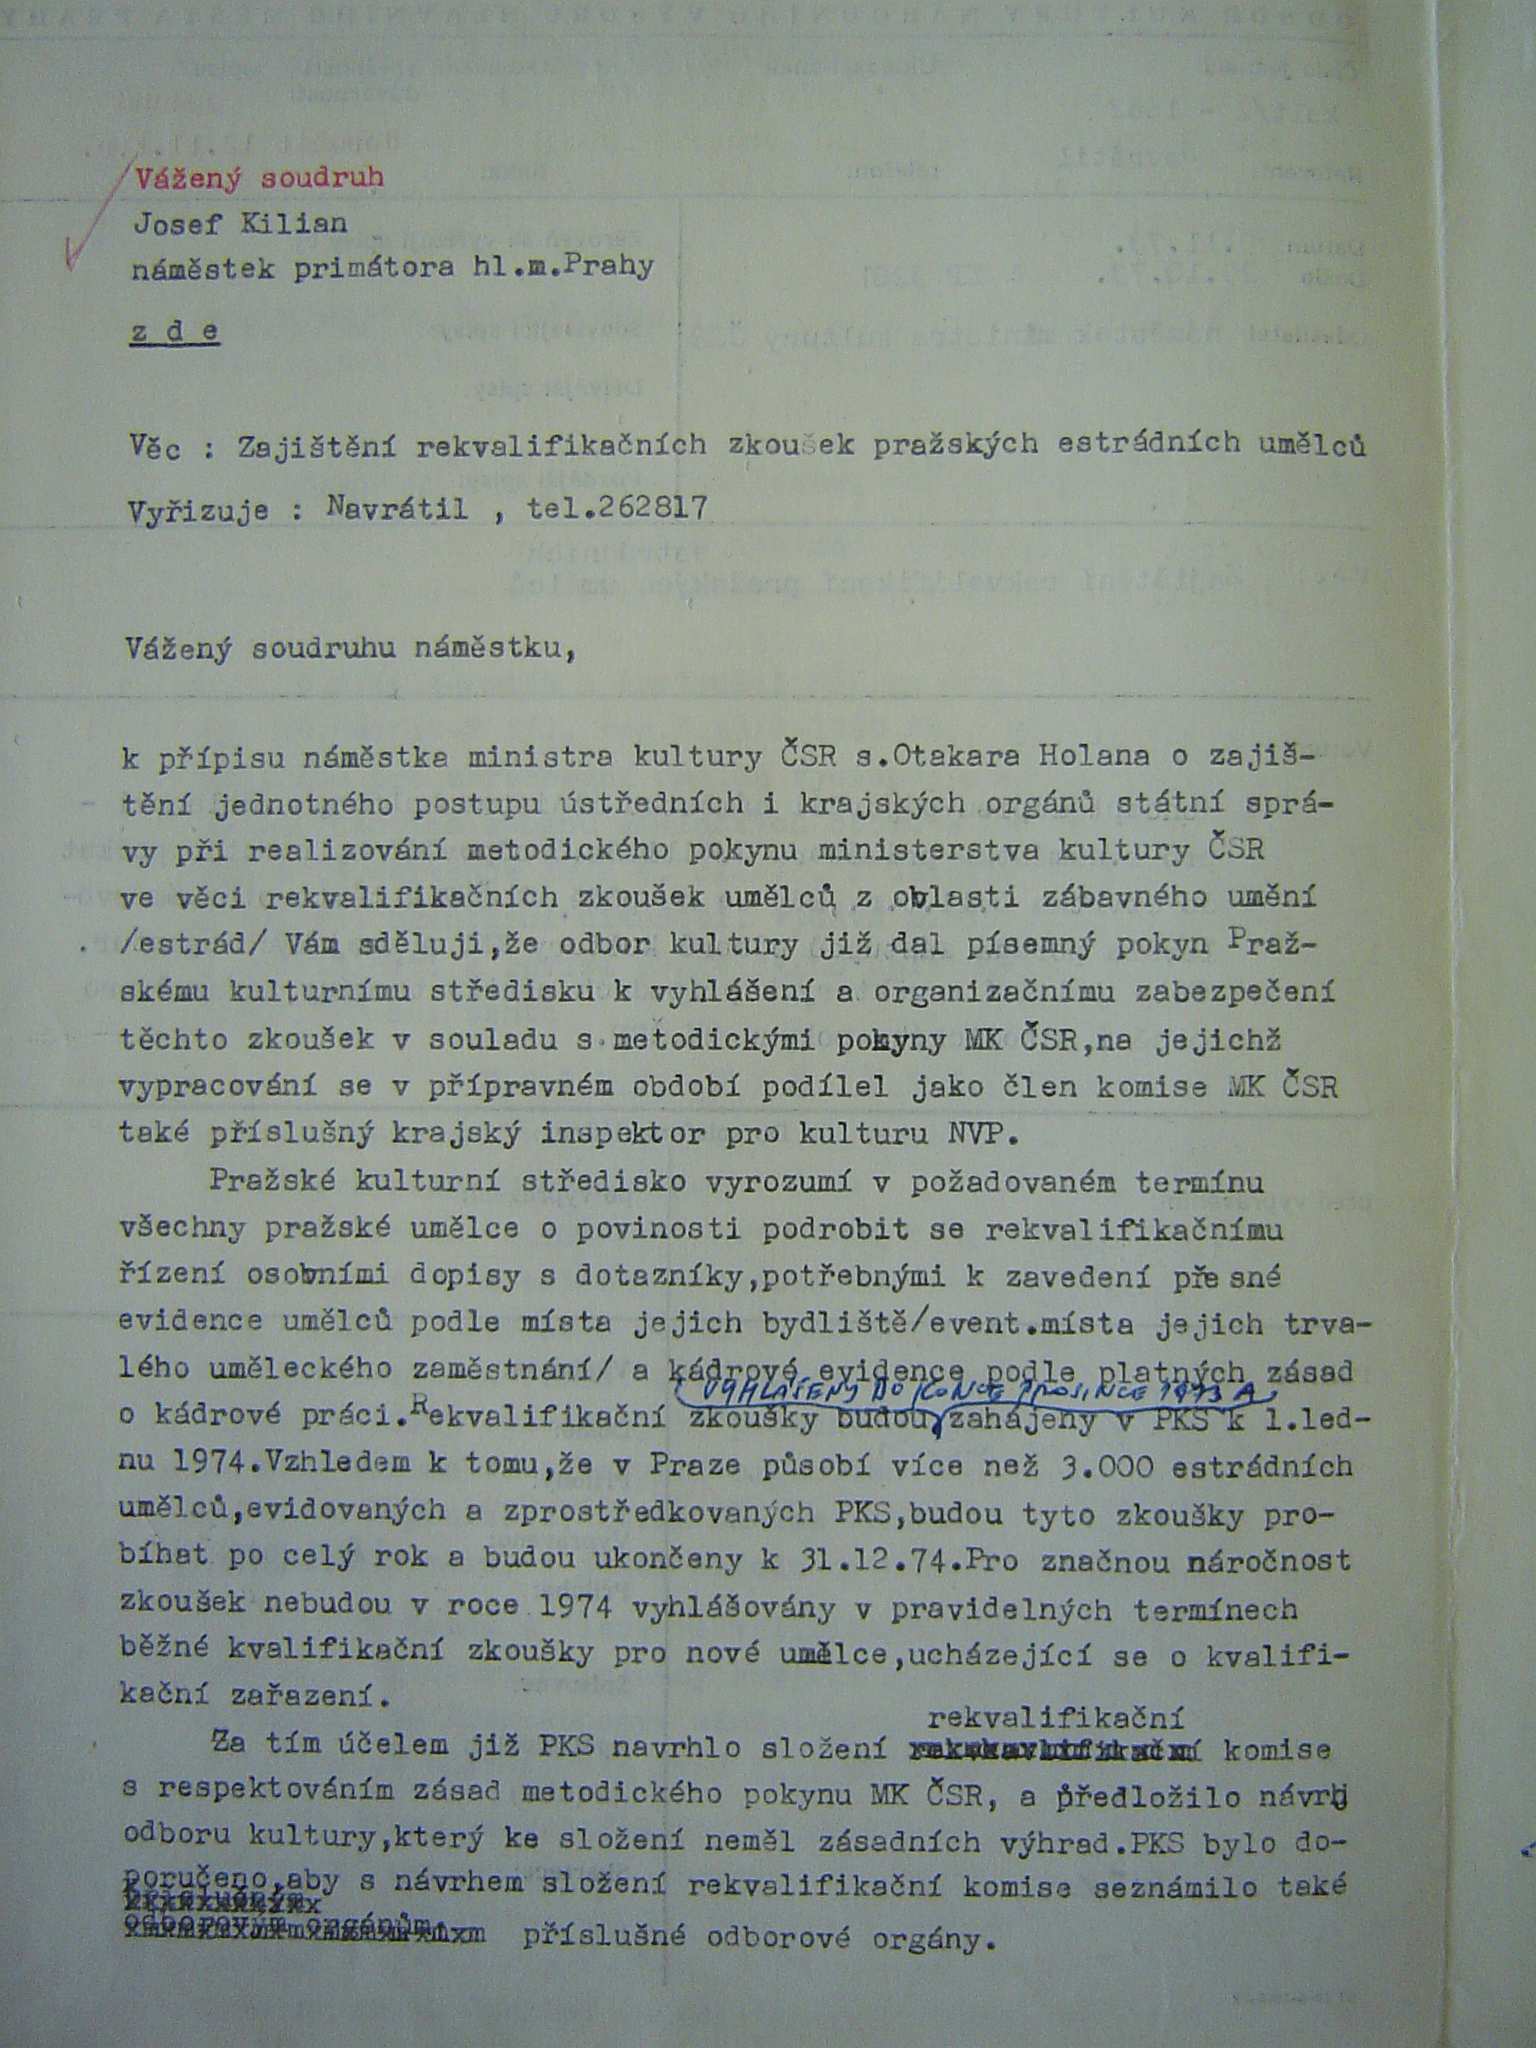 Vážený soudruh
Josef Kilian
náměstek primátora hl.m.Prahy
z d e
Věc : Zajištění rekvalifikačních zkoušek pražských estrádních umělců
Vyřizuje : Navrátil , tel.262817
Vážený soudruhu náměstku,
k přípisu náměstka ministra kultury ČSR s.Otakara Holana o zajiš-
tění jednotného postupu ústředních i krajských orgánů státní sprá-
vy při realizování metodického pokynu ministerstva kultury ČSR
ve věci rekvalifikačních zkoušek umělců z oblasti zábavného umění
/estrád/ Vám sděluji,že odbor kultury již dal písemný pokyn Praž-
skému kulturnímu středisku k vyhlášení a organizačnímu zabezpečení
těchto zkoušek v souladu s metodickými pokyny MK ČSR,na jejichž
vypracování se v přípravném období podílel jako člen komise MK ČSR
také příslušný krajský inspektor pro kulturu NVP.
Pražské kulturní středisko vyrozumí v požadovaném termínu
všechny pražské umělce o povinosti podrobit se rekvalifikačnímu
řízení osobními dopisy s dotazníky,potřebnými k zavedení přesné
evidence umělců podle místa jejich bydliště/event.místa jejich trva-
lého uměleckého zaměstnání/ a kádrové evidence podle platných zásad
VYHLÁŠENY DO KONCE PROSINCE 1973 A
o kádrové práci.Rekvalifikační zkoušky budou zahájeny v PKS k 1.led-
nu 1974.Vzhledem k tomu,že v Praze působí více než 3.000 estrádních
umělců,evidovaných a zprostředkovaných PKS,budou tyto zkoušky pro-
bíhat po celý rok a budou ukončeny k 31.12.74.Pro značnou náročnost
zkoušek nebudou v roce 1974 vyhlášovány v pravidelných termínech
běžné kvalifikační zkoušky pro nové umělce,ucházející se o kvalifi-
kační zařazení.
rekvalifikační
Za tím účelem již PKS navrhlo složení komise
s respektováním zásad metodického pokynu MK ČSR, a předložilo návrh
odboru kultury,který ke složení neměl zásadních výhrad.PKS bylo do-
poručeno,aby s návrhem složení rekvalifikační komise seznámilo také
příslušným
odborovým orgánům
příslušné odborové orgány.